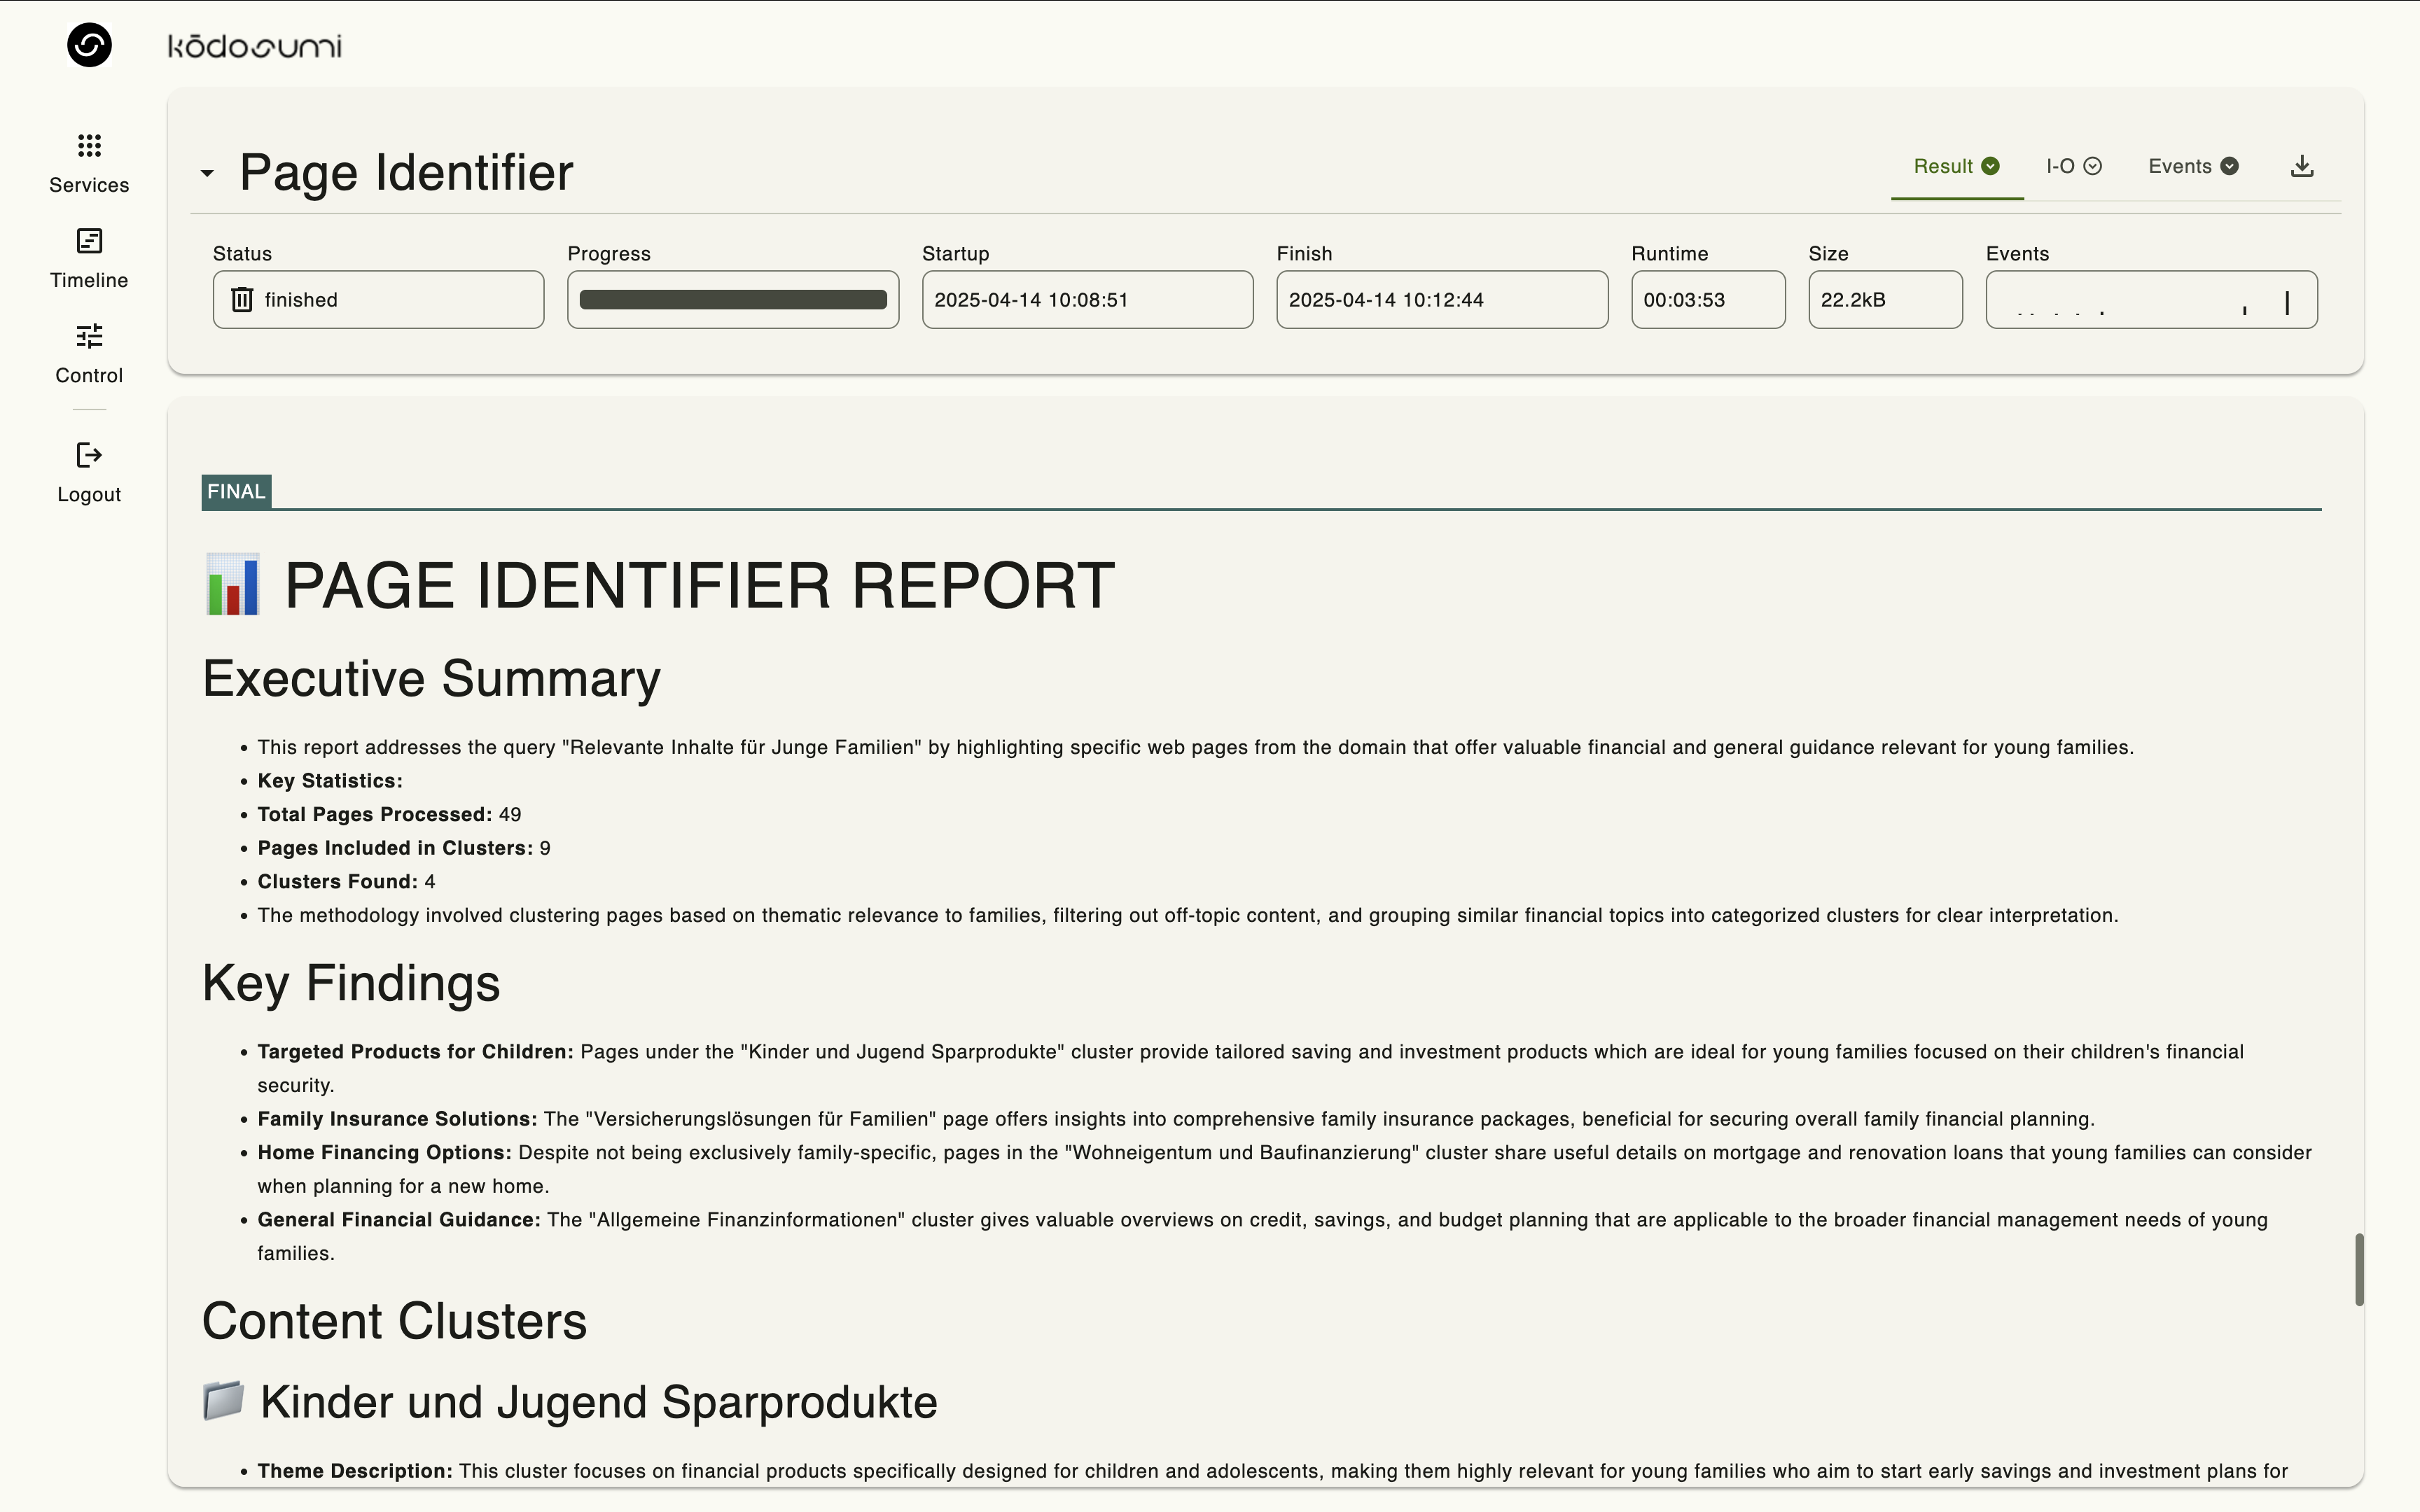 kōdosumi
Services
Timeline
Control
Logout
Page Identifier
Result
I-O
Events
Status
Progress
Startup
Finish
Runtime
Size
Events
finished
2025-04-14 10:08:51
2025-04-14 10:12:44
00:03:53
22.2kB
FINAL
PAGE IDENTIFIER REPORT
Executive Summary
• This report addresses the query "Relevante Inhalte für Junge Familien" by highlighting specific web pages from the domain that offer valuable financial and general guidance relevant for young families.
• Key Statistics:
• Total Pages Processed: 49
• Pages Included in Clusters: 9
• Clusters Found: 4
• The methodology involved clustering pages based on thematic relevance to families, filtering out off-topic content, and grouping similar financial topics into categorized clusters for clear interpretation.
Key Findings
• Targeted Products for Children: Pages under the "Kinder und Jugend Sparprodukte" cluster provide tailored saving and investment products which are ideal for young families focused on their children's financial
security.
• Family Insurance Solutions: The "Versicherungslösungen für Familien" page offers insights into comprehensive family insurance packages, beneficial for securing overall family financial planning.
• Home Financing Options: Despite not being exclusively family-specific, pages in the "Wohneigentum und Baufinanzierung" cluster share useful details on mortgage and renovation loans that young families can consider
when planning for a new home.
• General Financial Guidance: The "Allgemeine Finanzinformationen" cluster gives valuable overviews on credit, savings, and budget planning that are applicable to the broader financial management needs of young
families.
Content Clusters
Kinder und Jugend Sparprodukte
• Theme Description: This cluster focuses on financial products specifically designed for children and adolescents, making them highly relevant for young families who aim to start early savings and investment plans for